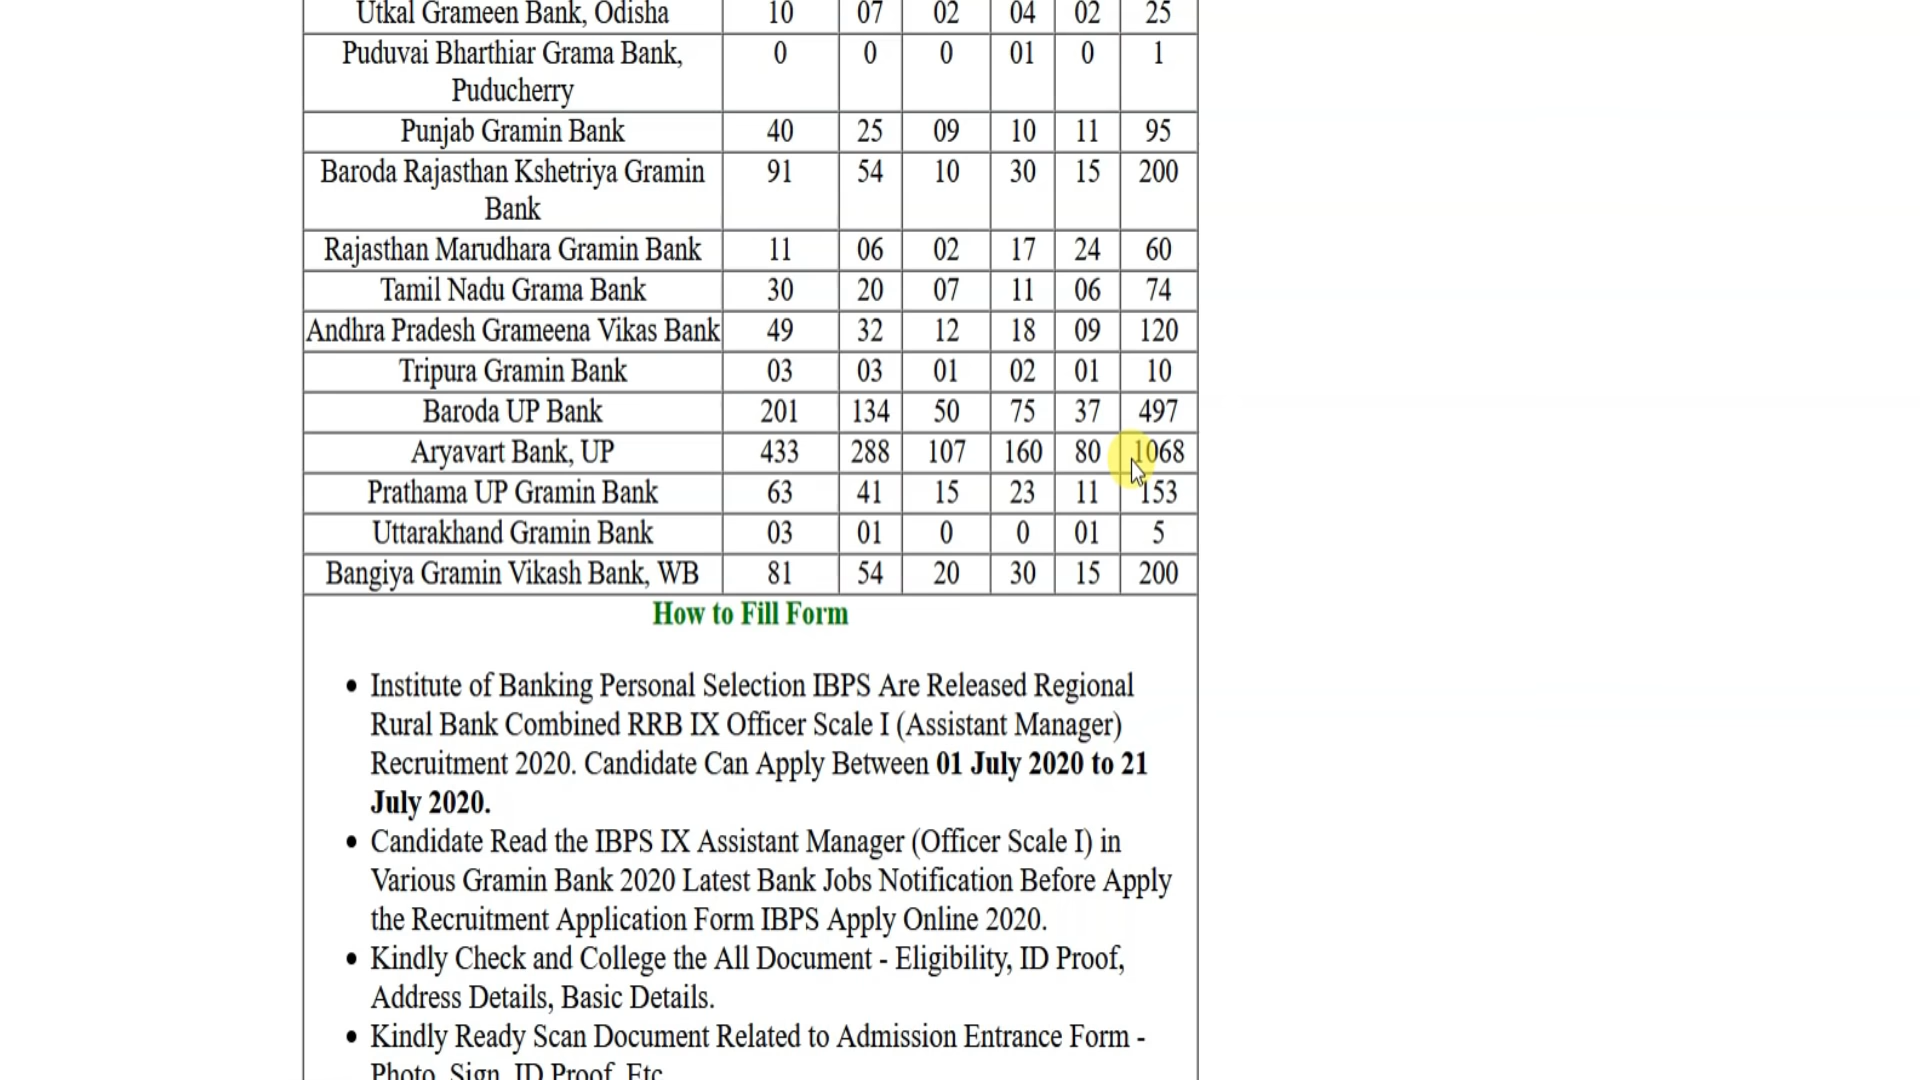 Utkal Grameen Bank, Odisha 10 07 02 04 02 25
Puduvai Bharthiar Grama Bank, 0 0 0 01 0 1
Puducherry
Punjab Gramin Bank 40 25 09 10 11 95
Baroda Rajasthan Kshetriya Gramin 91 54 10 30 15 200
Bank
Rajasthan Marudhara Gramin Bank 11 06 02 17 24 60
Tamil Nadu Grama Bank 30 20 07 11 06 74
Andhra Pradesh Grameena Vikas Bank 49 32 12 18 09 120
Tripura Gramin Bank 03 03 01 02 01 10
Baroda UP Bank 201 134 50 75 37 497
Aryavart Bank, UP 433 288 107 160 80 1068
Prathama UP Gramin Bank 63 41 15 23 11 153
Uttarakhand Gramin Bank 03 01 0 0 01 5
Bangiya Gramin Vikash Bank, WB 81 54 20 30 15 200
How to Fill Form
• Institute of Banking Personal Selection IBPS Are Released Regional
Rural Bank Combined RRB IX Officer Scale I (Assistant Manager)
Recruitment 2020. Candidate Can Apply Between 01 July 2020 to 21
July 2020.
• Candidate Read the IBPS IX Assistant Manager (Officer Scale I) in
Various Gramin Bank 2020 Latest Bank Jobs Notification Before Apply
the Recruitment Application Form IBPS Apply Online 2020.
• Kindly Check and College the All Document - Eligibility, ID Proof,
Address Details, Basic Details.
• Kindly Ready Scan Document Related to Admission Entrance Form -
Photo, Sign, ID Proof, Etc